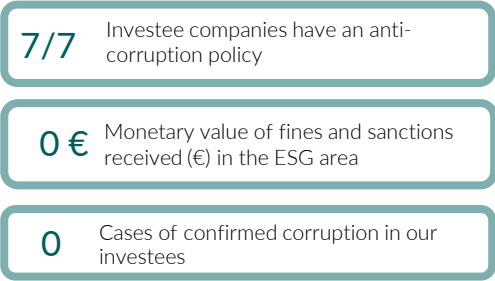 7/7
Investee companies have an anti-
corruption policy
0 €
Monetary value of fines and sanctions
received (€) in the ESG area
0
Cases of confirmed corruption in our
investees